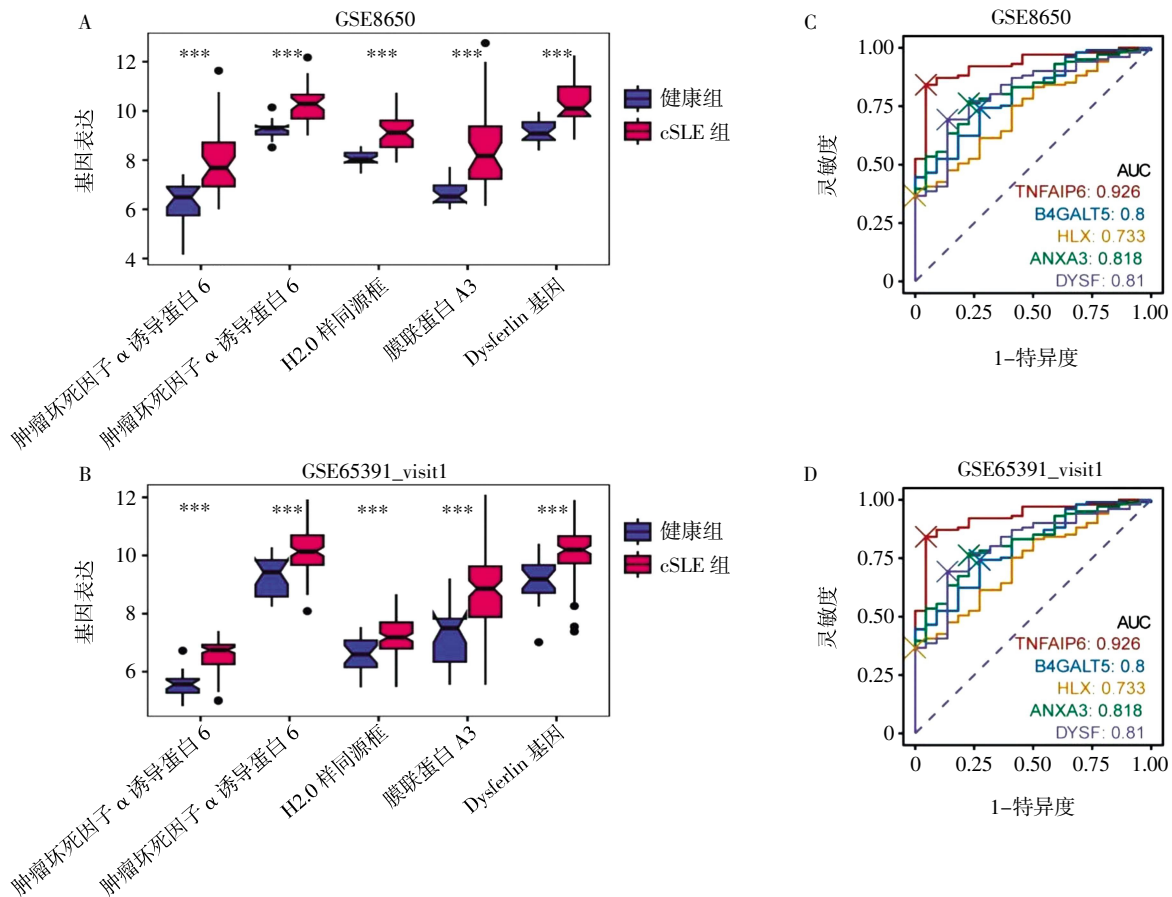 A
GSE8650
基因表达
12
10
8
6
4
*** *** *** *** ***
健康组
cSLE 组
肿瘤坏死因子 α 诱导蛋白 6
肿瘤坏死因子 α 诱导蛋白 6
H2.0 样同源框
膜联蛋白 A3
Dysferlin 基因
C
GSE8650
灵敏度
1.00
0.75
0.50
0.25
0
AUC
TNFAIP6: 0.926
B4GALT5: 0.8
HLX: 0.733
ANXA3: 0.818
DYSF: 0.81
0 0.25 0.50 0.75 1.00
1-特异度
B
GSE65391_visit1
基因表达
12
10
8
6
*** *** *** *** ***
健康组
cSLE 组
肿瘤坏死因子 α 诱导蛋白 6
肿瘤坏死因子 α 诱导蛋白 6
H2.0 样同源框
膜联蛋白 A3
Dysferlin 基因
D
GSE65391_visit1
灵敏度
1.00
0.75
0.50
0.25
0
AUC
TNFAIP6: 0.926
B4GALT5: 0.8
HLX: 0.733
ANXA3: 0.818
DYSF: 0.81
0 0.25 0.50 0.75 1.00
1-特异度